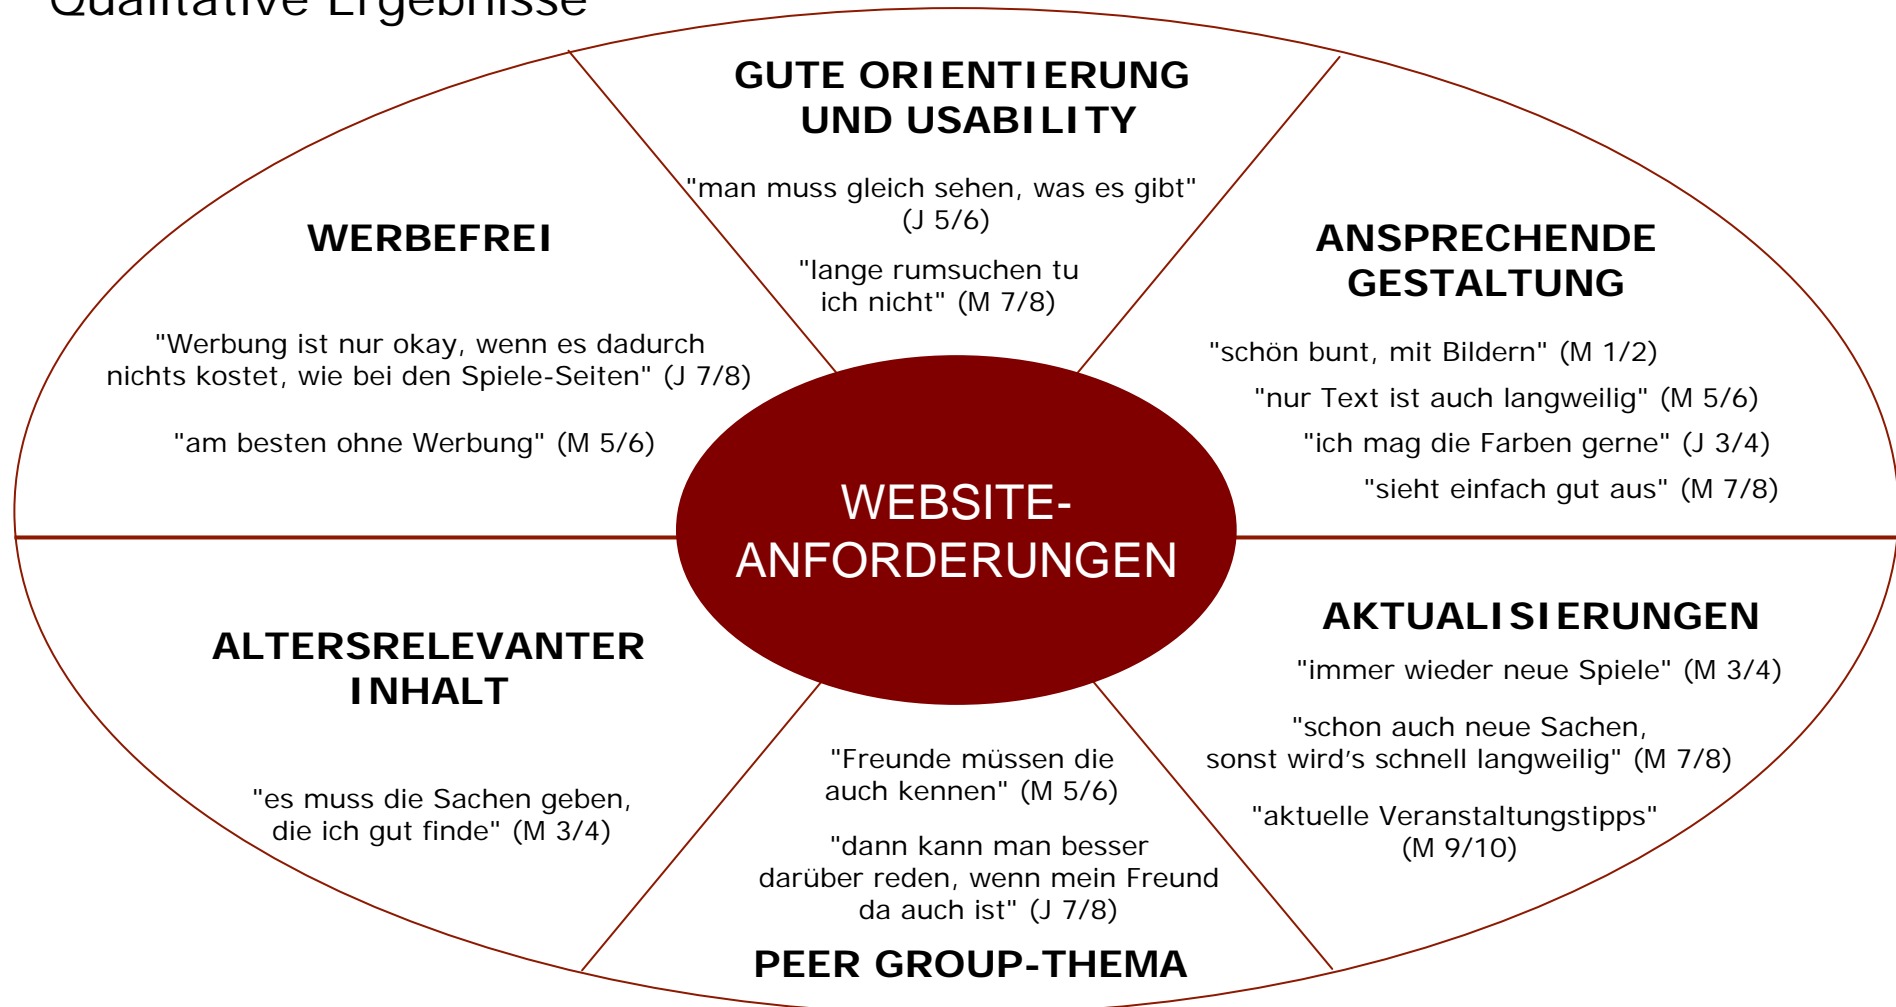 Qualitative Ergebnisse
GUTE ORIENTIERUNG
UND USABILITY
"man muss gleich sehen, was es gibt"
(J 5/6)
"lange rumsuchen tu
ich nicht" (M 7/8)
WERBEFREI
"Werbung ist nur okay, wenn es dadurch
nichts kostet, wie bei den Spiele-Seiten" (J 7/8)
"am besten ohne Werbung" (M 5/6)
ANSPRECHENDE
GESTALTUNG
"schön bunt, mit Bildern" (M 1/2)
"nur Text ist auch langweilig" (M 5/6)
"ich mag die Farben gerne" (J 3/4)
"sieht einfach gut aus" (M 7/8)
WEBSITE-
ANFORDERUNGEN
ALTERSRELEVANTER
INHALT
"es muss die Sachen geben,
die ich gut finde" (M 3/4)
"Freunde müssen die
auch kennen" (M 5/6)
"dann kann man besser
darüber reden, wenn mein Freund
da auch ist" (J 7/8)
PEER GROUP-THEMA
AKTUALISIERUNGEN
"immer wieder neue Spiele" (M 3/4)
"schon auch neue Sachen,
sonst wird's schnell langweilig" (M 7/8)
"aktuelle Veranstaltungstipps"
(M 9/10)